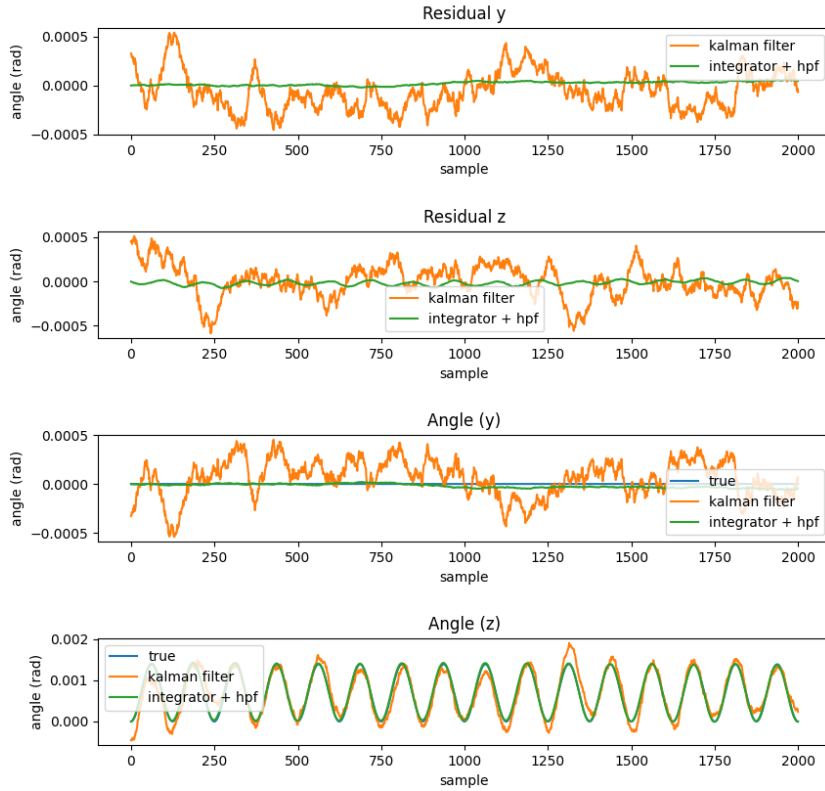 Residual y
0.0005
0.0000
−0.0005
angle (rad)
kalman filter
integrator + hpf
0 250 500 750 1000 1250 1500 1750 2000
sample
Residual z
0.0005
0.0000
−0.0005
angle (rad)
kalman filter
integrator + hpf
0 250 500 750 1000 1250 1500 1750 2000
sample
Angle (y)
0.0005
0.0000
−0.0005
angle (rad)
true
kalman filter
integrator + hpf
0 250 500 750 1000 1250 1500 1750 2000
sample
Angle (z)
0.002
0.001
0.000
angle (rad)
true
kalman filter
integrator + hpf
0 250 500 750 1000 1250 1500 1750 2000
sample